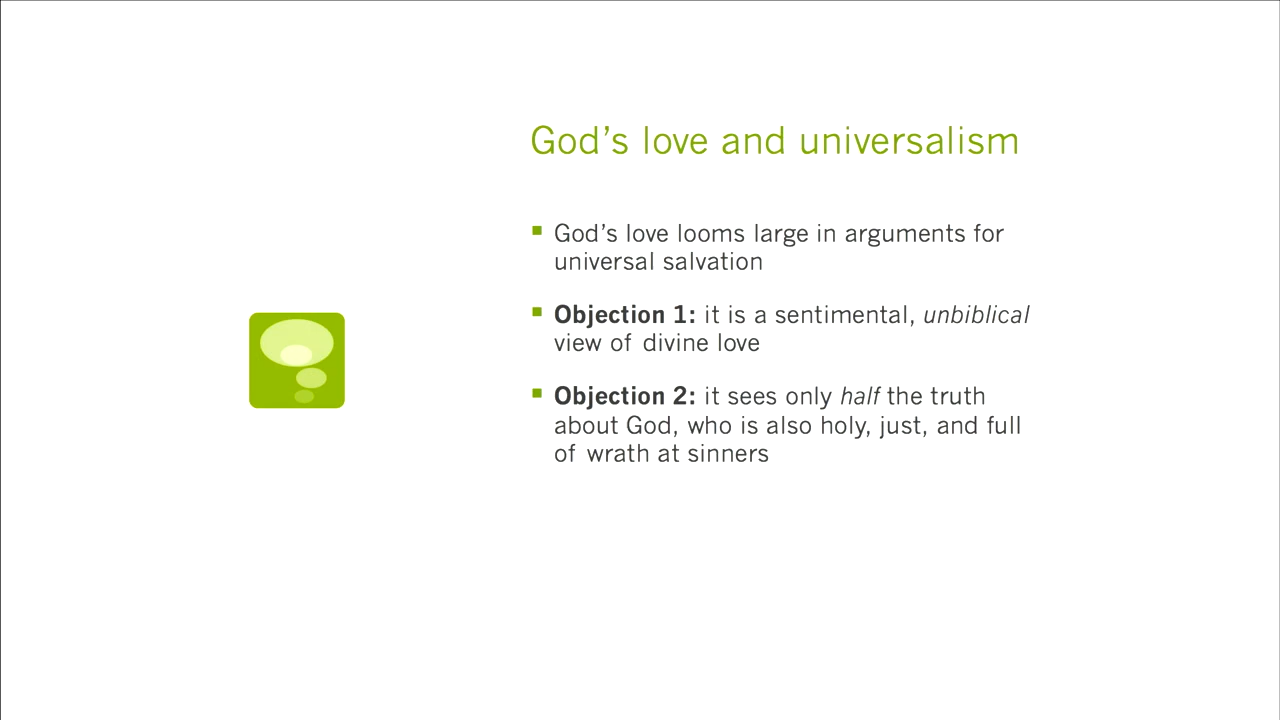 God’s love and universalism
▪ God’s love looms large in arguments for
universal salvation
▪ Objection 1: it is a sentimental, unbiblical
view of divine love
▪ Objection 2: it sees only half the truth
about God, who is also holy, just, and full
of wrath at sinners